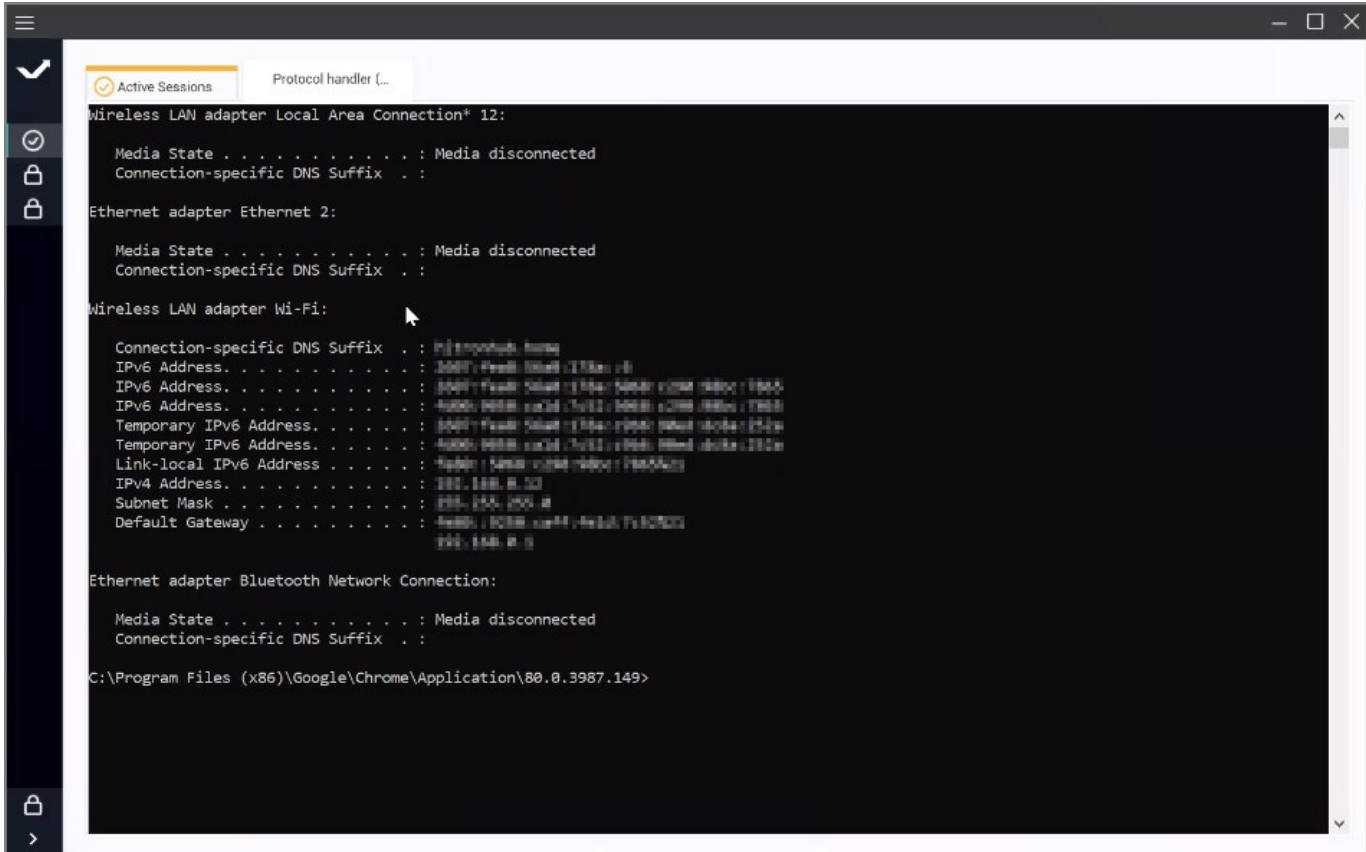 Active Sessions
Protocol handler (...
Wireless LAN adapter Local Area Connection* 12:
Media State . . . . . . . . . . . : Media disconnected
Connection-specific DNS Suffix  . :
Ethernet adapter Ethernet 2:
Media State . . . . . . . . . . . : Media disconnected
Connection-specific DNS Suffix  . :
Wireless LAN adapter Wi-Fi:
Connection-specific DNS Suffix  . :
IPv6 Address. . . . . . . . . . . :
IPv6 Address. . . . . . . . . . . :
IPv6 Address. . . . . . . . . . . :
Temporary IPv6 Address. . . . . . :
Temporary IPv6 Address. . . . . . :
Link-local IPv6 Address . . . . . :
IPv4 Address. . . . . . . . . . . :
Subnet Mask . . . . . . . . . . . :
Default Gateway . . . . . . . . . :
Ethernet adapter Bluetooth Network Connection:
Media State . . . . . . . . . . . : Media disconnected
Connection-specific DNS Suffix  . :
C:\Program Files (x86)\Google\Chrome\Application\80.0.3987.149>